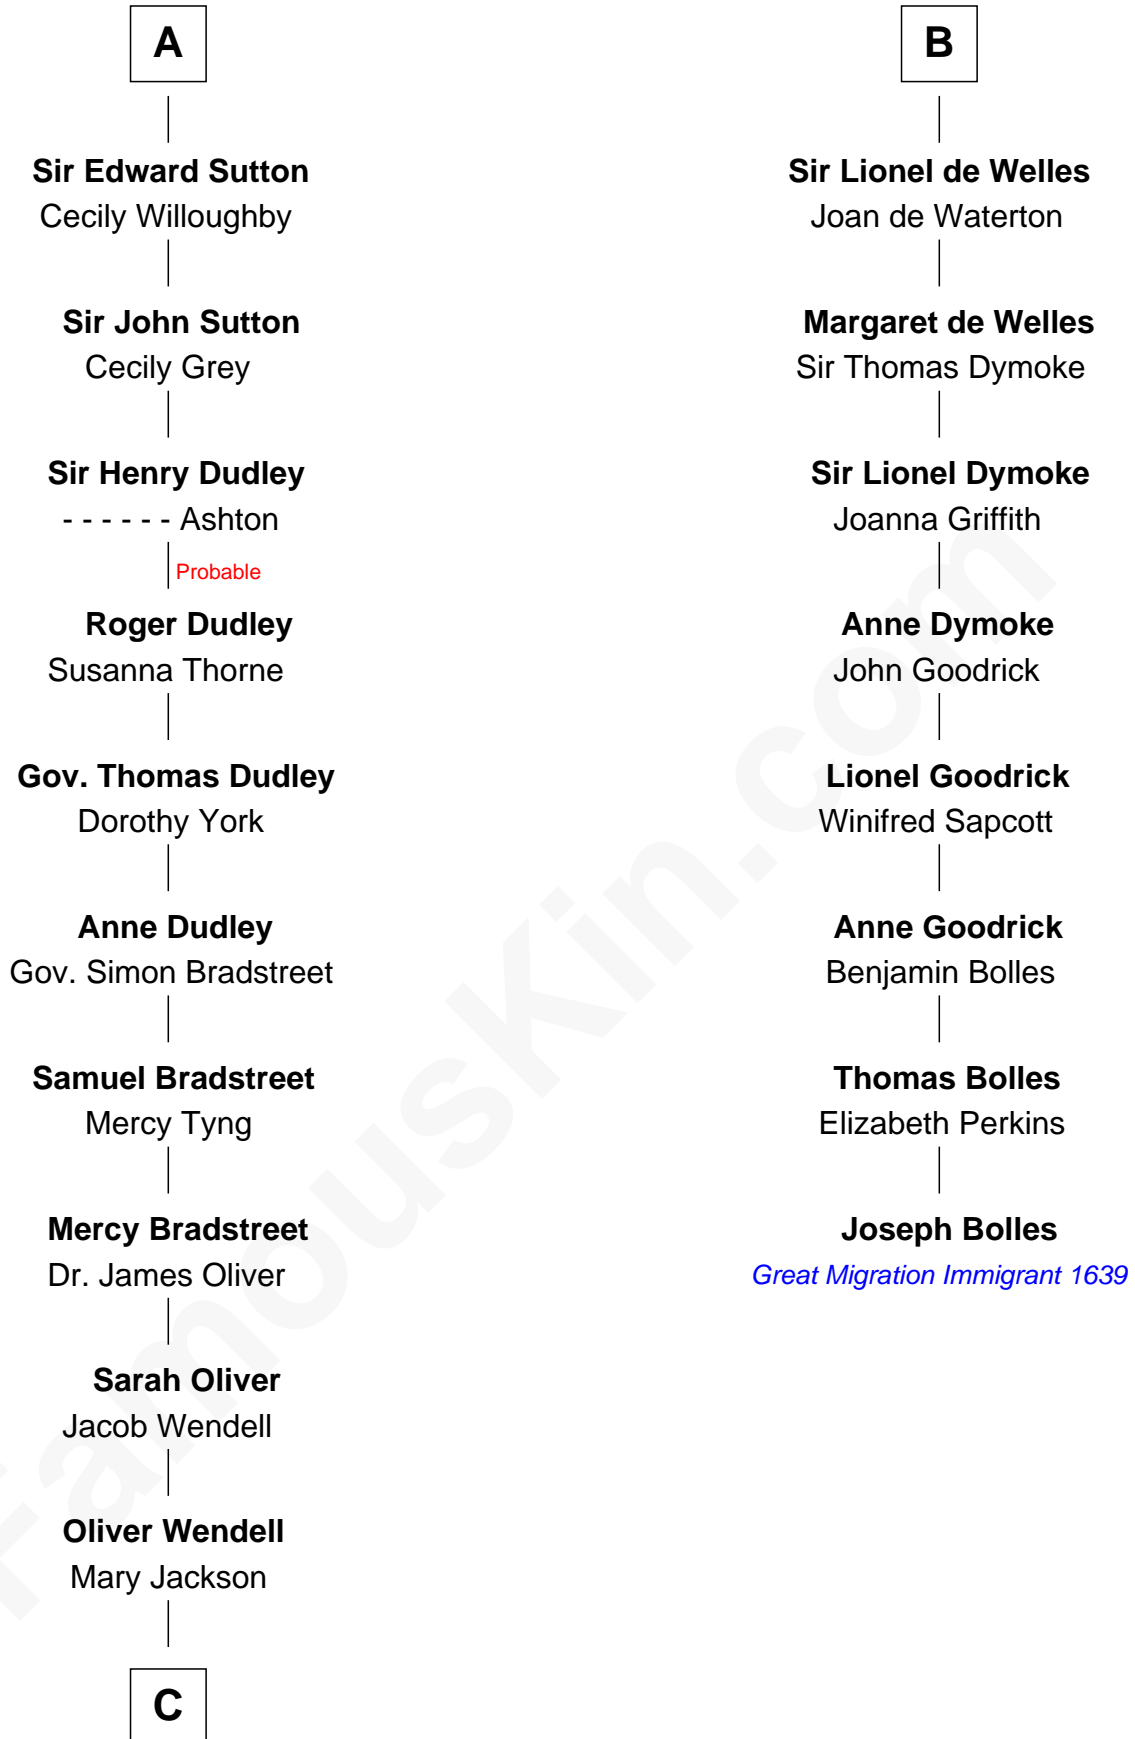 A
Sir Edward Sutton
Cecily Willoughby
Sir John Sutton
Cecily Grey
Sir Henry Dudley
- - - - - - Ashton
Probable
Roger Dudley
Susanna Thorne
Gov. Thomas Dudley
Dorothy York
Anne Dudley
Gov. Simon Bradstreet
Samuel Bradstreet
Mercy Tyng
Mercy Bradstreet
Dr. James Oliver
Sarah Oliver
Jacob Wendell
Oliver Wendell
Mary Jackson
C
B
Sir Lionel de Welles
Joan de Waterton
Margaret de Welles
Sir Thomas Dymoke
Sir Lionel Dymoke
Joanna Griffith
Anne Dymoke
John Goodrick
Lionel Goodrick
Winifred Sapcott
Anne Goodrick
Benjamin Bolles
Thomas Bolles
Elizabeth Perkins
Joseph Bolles
Great Migration Immigrant 1639
FamousKin.com